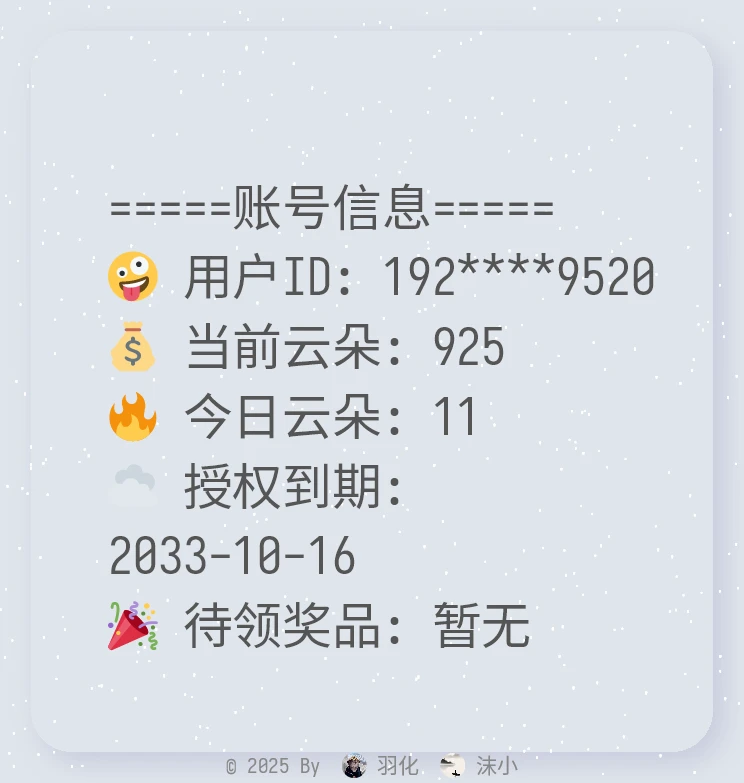 =====账号信息=====
🤪 用户ID: 192****9520
💰 当前云朵: 925
🔥 今日云朵: 11
☁️ 授权到期:
2033-10-16
🎉 待领奖品: 暂无
© 2025 By 羽化 沫小